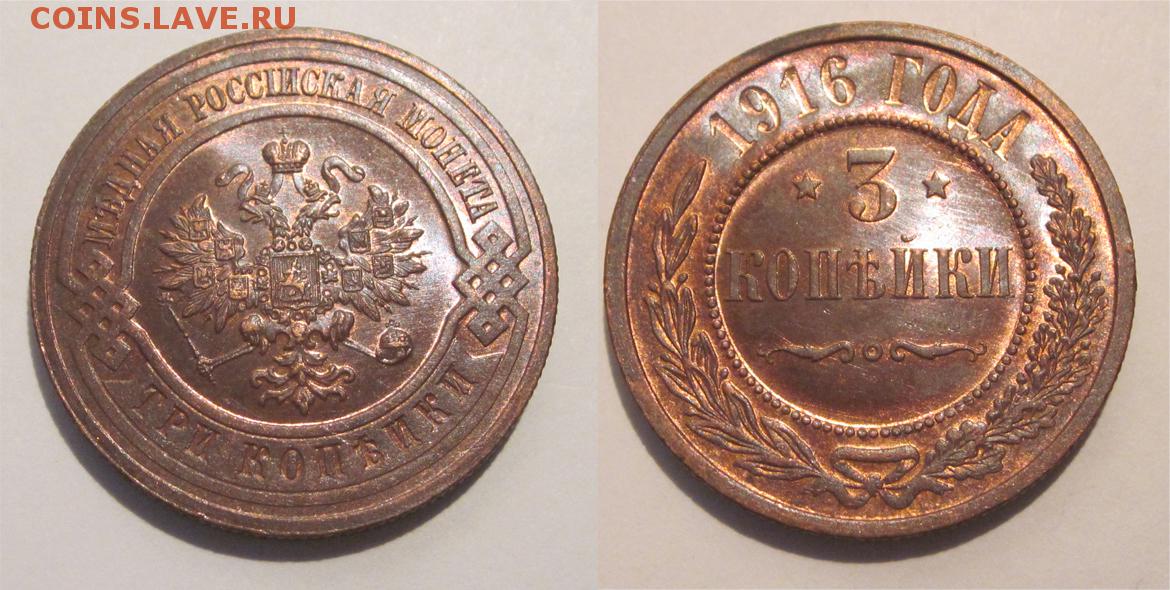 COINS.LAVE.RU
МѢДНАЯ РОССІЙСКАЯ МОНЕТА
ТРИ КОПѢЙКИ
1916 ГОДА
3
КОПѢЙКИ